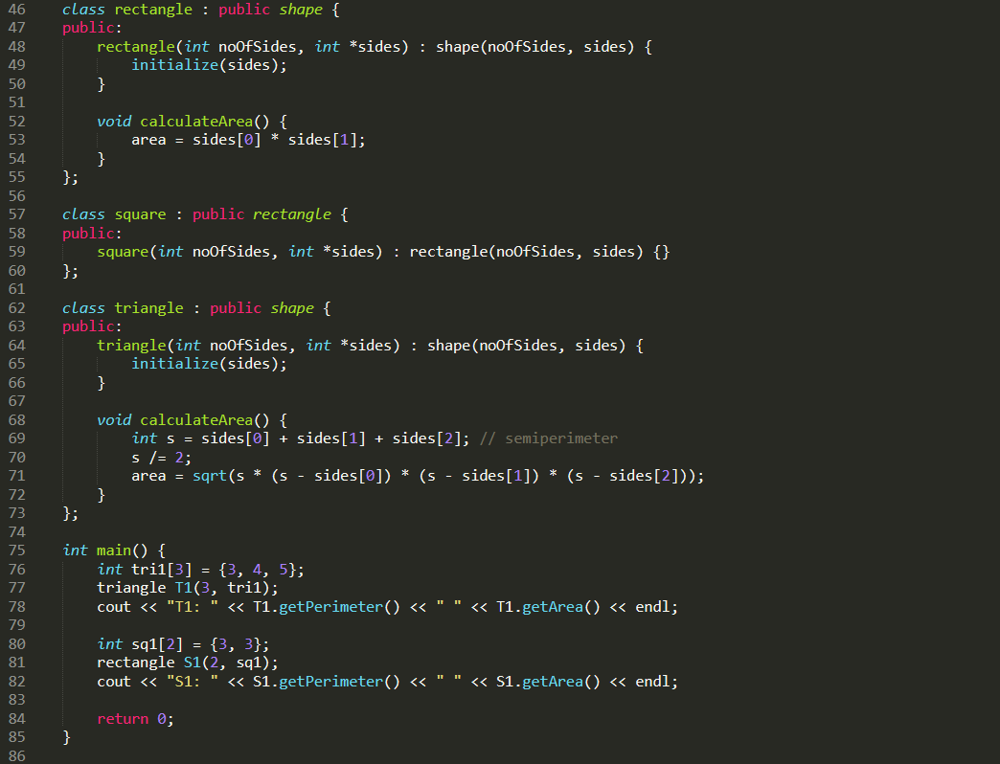 46 class rectangle : public shape {
47 public:
48     rectangle(int noOfSides, int *sides) : shape(noOfSides, sides) {
49         initialize(sides);
50     }
51
52     void calculateArea() {
53         area = sides[0] * sides[1];
54     }
55 };
56
57 class square : public rectangle {
58 public:
59     square(int noOfSides, int *sides) : rectangle(noOfSides, sides) {}
60 };
61
62 class triangle : public shape {
63 public:
64     triangle(int noOfSides, int *sides) : shape(noOfSides, sides) {
65         initialize(sides);
66     }
67
68     void calculateArea() {
69         int s = sides[0] + sides[1] + sides[2]; // semiperimeter
70         s /= 2;
71         area = sqrt(s * (s - sides[0]) * (s - sides[1]) * (s - sides[2]));
72     }
73 };
74
75 int main() {
76     int tri1[3] = {3, 4, 5};
77     triangle T1(3, tri1);
78     cout << "T1: " << T1.getPerimeter() << " " << T1.getArea() << endl;
79
80     int sq1[2] = {3, 3};
81     rectangle S1(2, sq1);
82     cout << "S1: " << S1.getPerimeter() << " " << S1.getArea() << endl;
83
84     return 0;
85 }
86